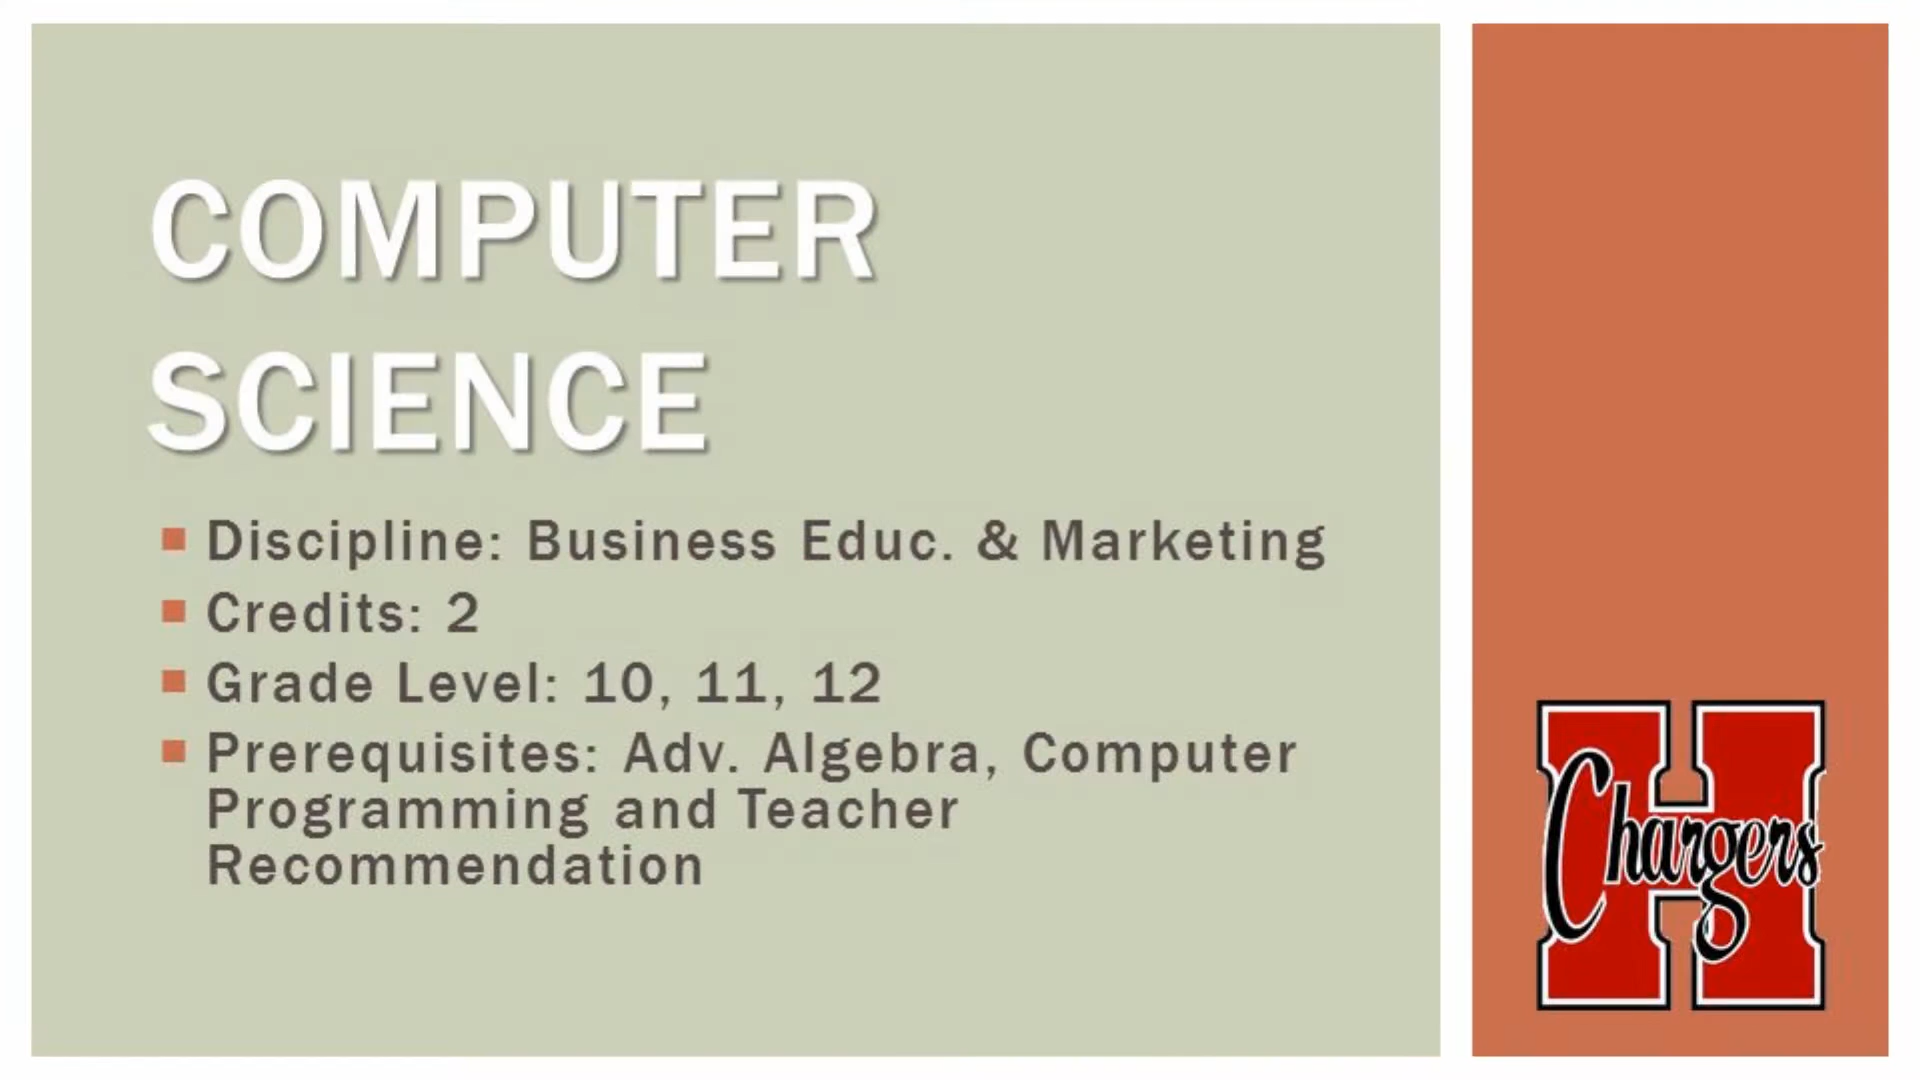 COMPUTER
SCIENCE
Discipline: Business Educ. & Marketing
Credits: 2
Grade Level: 10, 11, 12
Prerequisites: Adv. Algebra, Computer
Programming and Teacher
Recommendation
H
Chargers